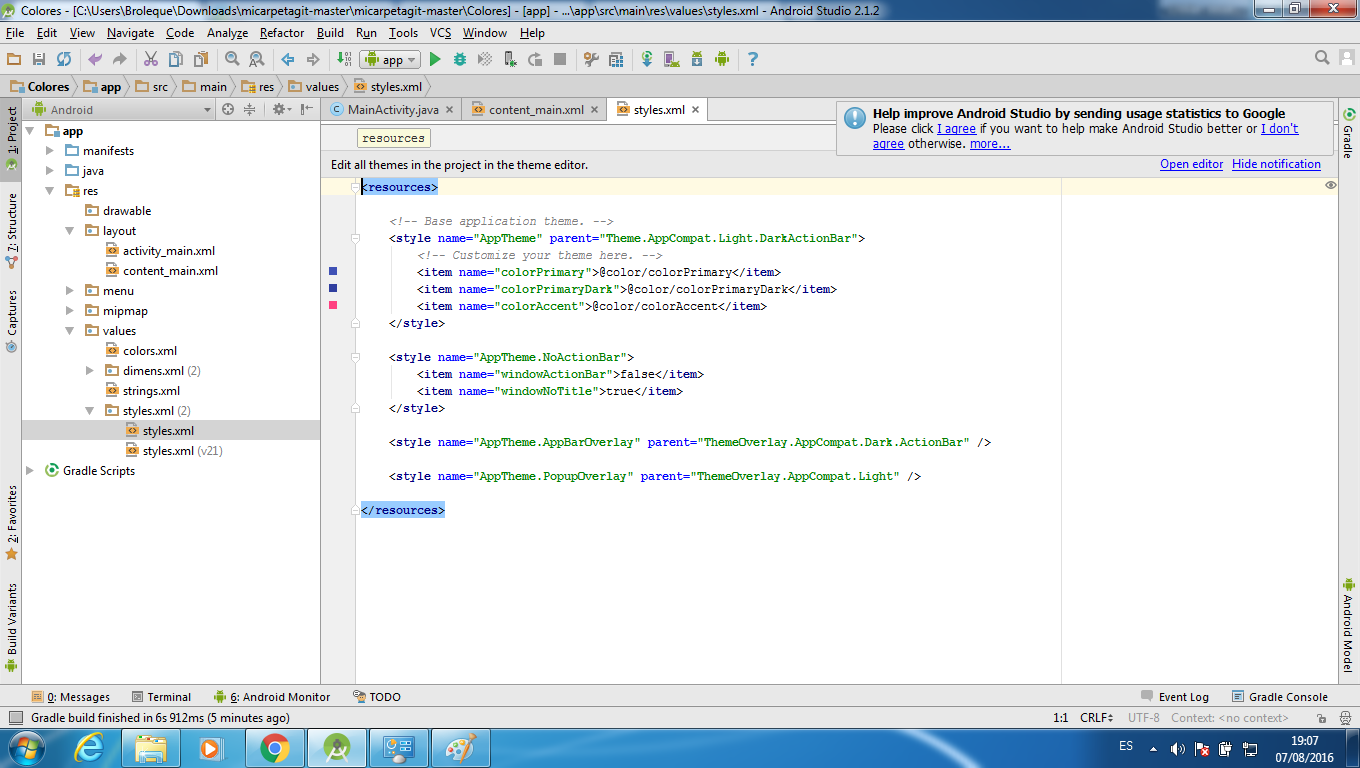 Colores - [C:\Users\Broleque\Downloads\micarpetagit-master\micarpetagit-master\Colores] - [app] - ...\app\src\main\res\values\styles.xml - Android Studio 2.1.2
File Edit View Navigate Code Analyze Refactor Build Run Tools VCS Window Help
app
Colores app src main res values styles.xml
1: Project
7: Structure
Captures
2: Favorites
Build Variants
Android
app
manifests
java
res
drawable
layout
activity_main.xml
content_main.xml
menu
mipmap
values
colors.xml
dimens.xml (2)
strings.xml
styles.xml (2)
styles.xml
styles.xml (v21)
Gradle Scripts
MainActivity.java content_main.xml styles.xml
Help improve Android Studio by sending usage statistics to Google
Please click I agree if you want to help make Android Studio better or I don't
agree otherwise. more...
resources
Edit all themes in the project in the theme editor. Open editor Hide notification
<resources>
<!-- Base application theme. -->
<style name="AppTheme" parent="Theme.AppCompat.Light.DarkActionBar">
<!-- Customize your theme here. -->
<item name="colorPrimary">@color/colorPrimary</item>
<item name="colorPrimaryDark">@color/colorPrimaryDark</item>
<item name="colorAccent">@color/colorAccent</item>
</style>
<style name="AppTheme.NoActionBar">
<item name="windowActionBar">false</item>
<item name="windowNoTitle">true</item>
</style>
<style name="AppTheme.AppBarOverlay" parent="ThemeOverlay.AppCompat.Dark.ActionBar" />
<style name="AppTheme.PopupOverlay" parent="ThemeOverlay.AppCompat.Light" />
</resources>
Gradle
Android Model
0: Messages Terminal 6: Android Monitor TODO Event Log Gradle Console
Gradle build finished in 6s 912ms (5 minutes ago) 1:1 CRLF UTF-8 Context: <no context>
ES
19:07
07/08/2016